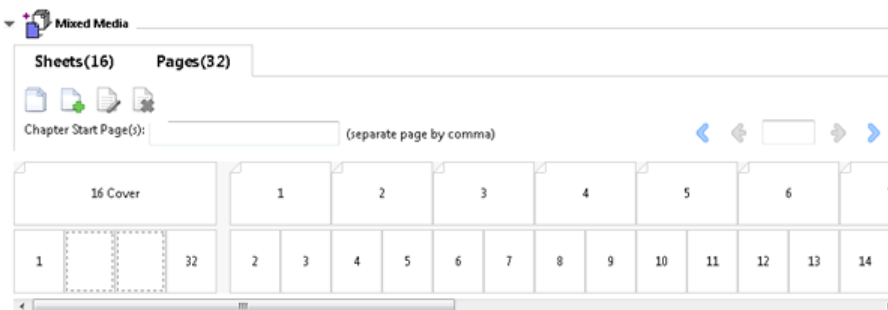 Mixed Media
Sheets(16) Pages(32)
Chapter Start Page(s): (separate page by comma)
16 Cover 1 2 3 4 5 6
1 32 2 3 4 5 6 7 8 9 10 11 12 13 14